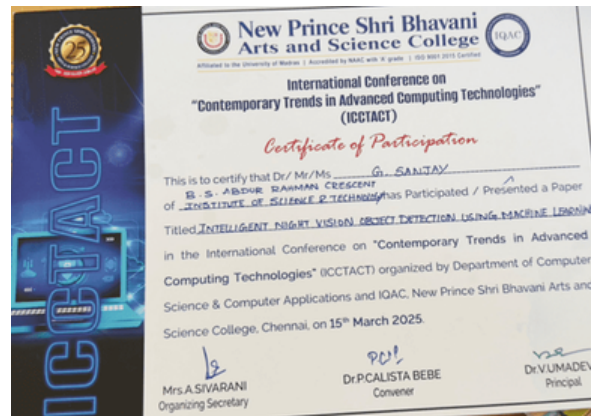 25
New Prince Shri Bhavani
Arts and Science College
IQAC
Affiliated to the University of Madras | Accredited by NAAC with 'A' grade | ISO 9001:2015 Certified
International Conference on
"Contemporary Trends in Advanced Computing Technologies"
(ICCTACT)
Certificate of Participation
This is to certify that Dr/ Mr/Ms G. SANJAY
B.S. ABDUR RAHMAN CRESCENT
of INSTITUTE OF SCIENCE & TECHNOLOGY has Participated / Presented a Paper
Titled INTELLIGENT NIGHT VISION OBJECT DETECTION USING MACHINE LEARNIN
in the International Conference on "Contemporary Trends in Advanced
Computing Technologies" (ICCTACT) organized by Department of Computer
Science & Computer Applications and IQAC, New Prince Shri Bhavani Arts and
Science College, Chennai, on 15th March 2025.
Mrs.A.SIVARANI
Organizing Secretary
Dr.P.CALISTA BEBE
Convener
Dr.V.UMADEV
Principal
ICCTACT